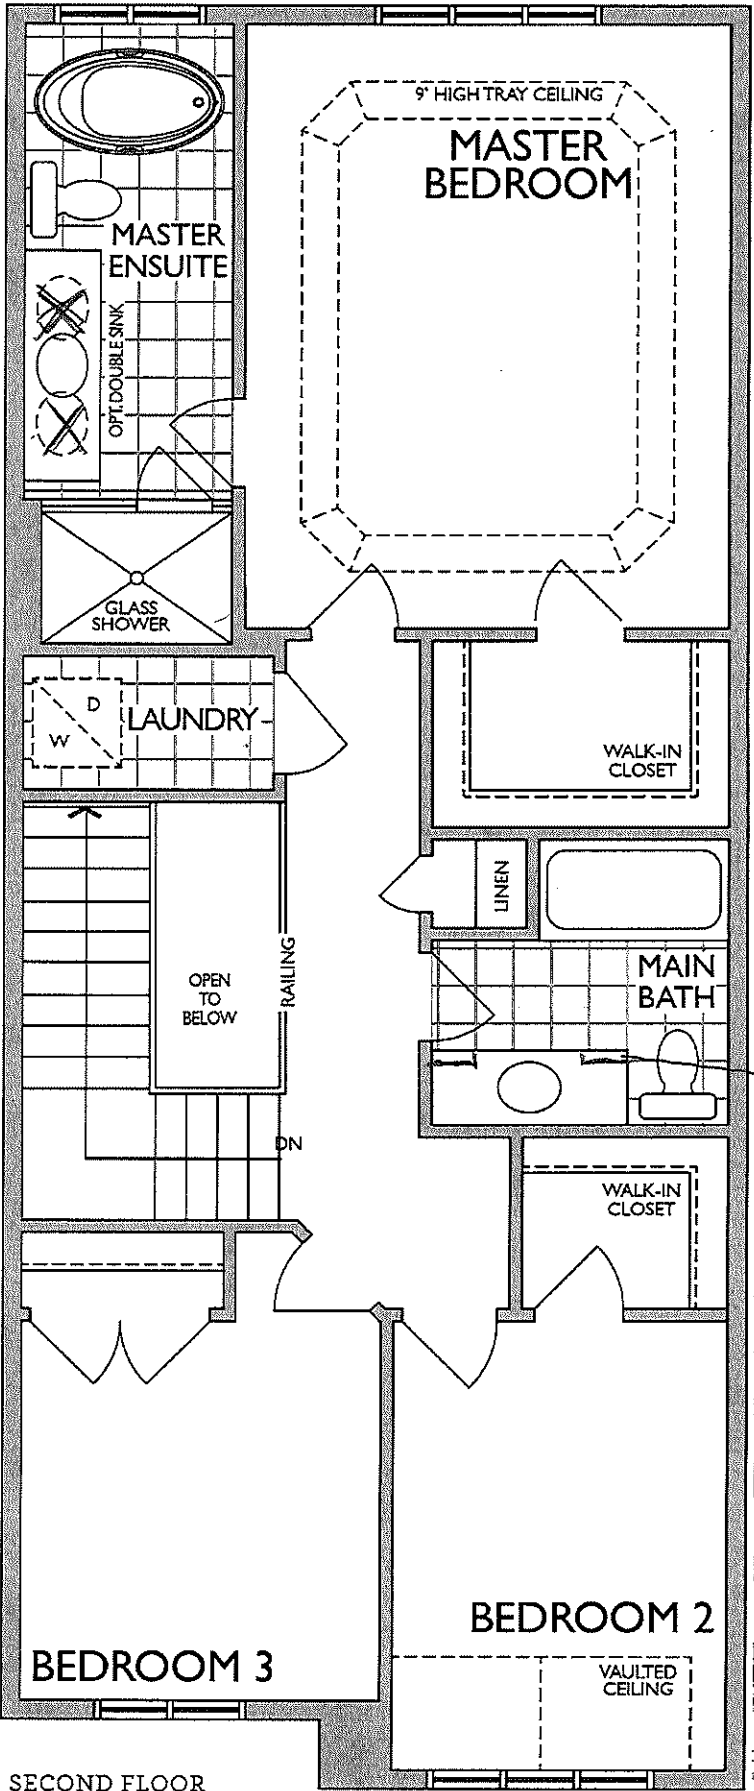 9' HIGH TRAY CEILING
MASTER
BEDROOM
MASTER
ENSUITE
OPT. DOUBLE SINK
GLASS
SHOWER
D
W
LAUNDRY
WALK-IN
CLOSET
LINEN
RAILING
OPEN
TO
BELOW
MAIN
BATH
DN
WALK-IN
CLOSET
BEDROOM 2
BEDROOM 3
VAULTED
CEILING
SECOND FLOOR